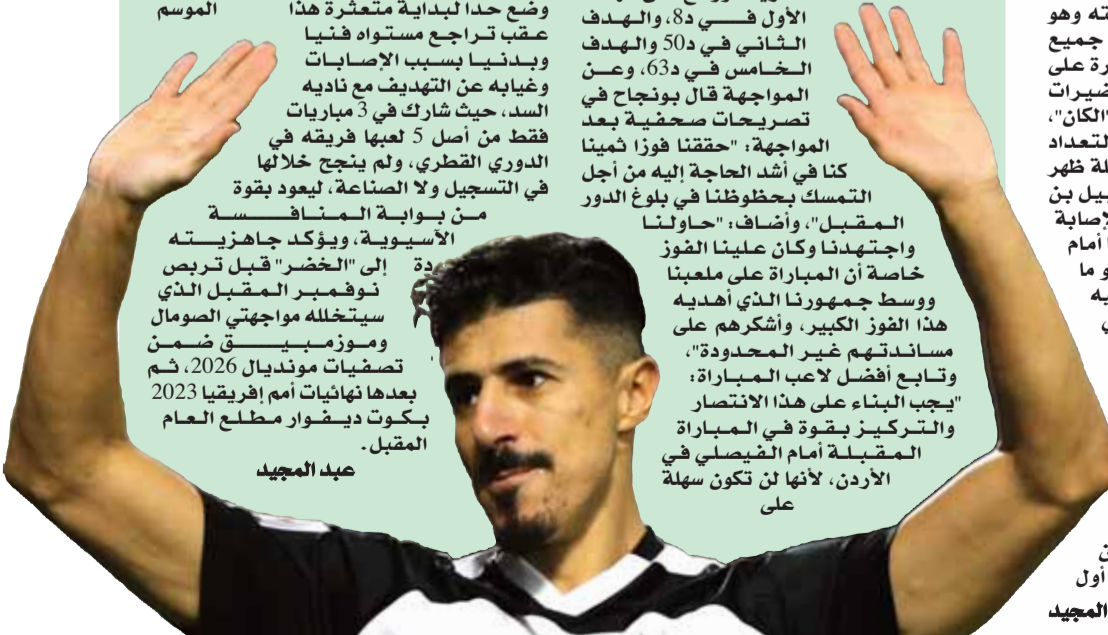 الأول في د8، والهدف
الثاني في د50 والهدف
الخامس في د63، وعن
المواجهة قال بونجاح في
تصريحات صحفية بعد
المواجهة: "حققنا فوزا ثمينا
كنا في أشد الحاجة إليه من أجل
التمسك بحظوظنا في بلوغ الدور
المقبل"، وأضاف: "حاولنا
واجتهدنا وكان علينا الفوز
خاصة أن المباراة على ملعبنا
ووسط جمهورنا الذي أهديه
هذا الفوز الكبير، وأشكرهم على
مساندتهم غير المحدودة"،
وتابع أفضل لاعب المباراة:
"يجب البناء على هذا الانتصار
والتركيز بقوة في المباراة
المقبلة أمام الفيصلي في
الأردن، لأنها لن تكون سهلة
على
وضع حدا لبداية متعثرة هذا
الموسم
عقب تراجع مستواه فنيا
وبدنيا بسبب الإصابات
وغيابه عن التهديف مع ناديه
السد، حيث شارك في 3 مباريات
فقط من أصل 5 لعبها فريقه في
الدوري القطري، ولم ينجح خلالها
في التسجيل ولا الصناعة، ليعود بقوة
من بوابة المنافسة
الآسيوية، ويؤكد جاهزيته
إلى "الخضر" قبل تربص
نوفمبر المقبل الذي
سيتخلله مواجهتي الصومال
وموزمبيق ضمن
تصفيات مونديال 2026، ثم
بعدها نهائيات أمم إفريقيا 2023
بكوت ديفوار مطلع العام
المقبل.
عبد المجيد
ته وهو
جميع
رة على
ضيرات
"الكان"،
لتعداد
لة ظهر
بيل بن
لإصابة
أمام
و ما
يه
ي
ن
أول
المجيد